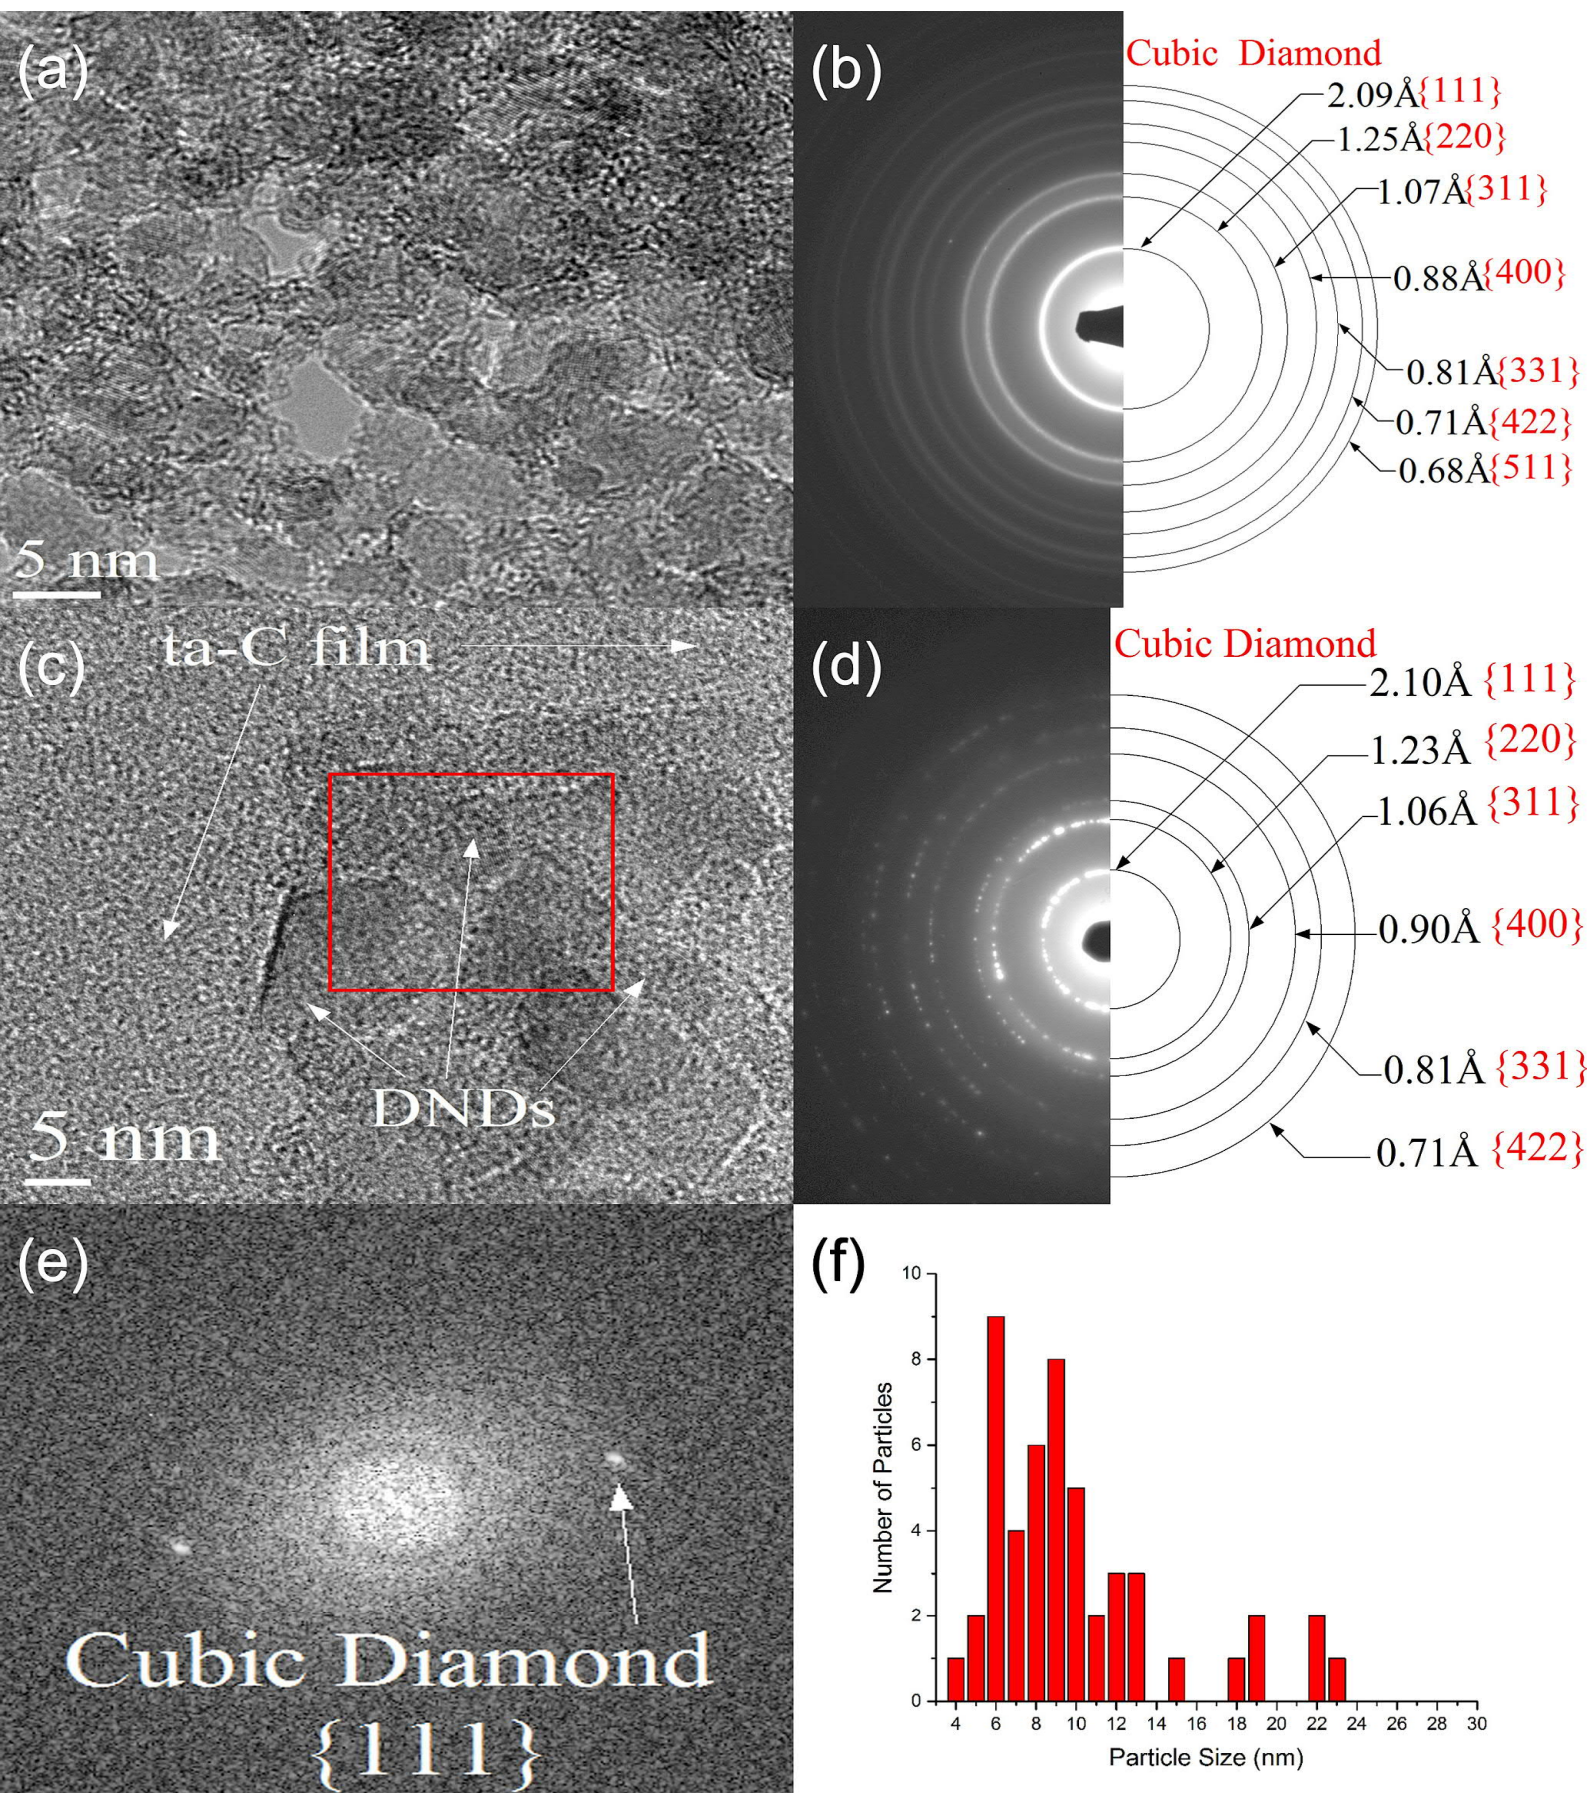 (a)
5 nm
(b)
Cubic Diamond
2.09Å{111}
1.25Å{220}
1.07Å{311}
0.88Å{400}
0.81Å{331}
0.71Å{422}
0.68Å{511}
(c)
ta-C film
DNDs
5 nm
(d)
Cubic Diamond
2.10Å {111}
1.23Å {220}
1.06Å {311}
0.90Å {400}
0.81Å {331}
0.71Å {422}
(e)
Cubic Diamond
{111}
(f)
Number of Particles
10
8
6
4
2
0
4 6 8 10 12 14 16 18 20 22 24 26 28 30
Particle Size (nm)